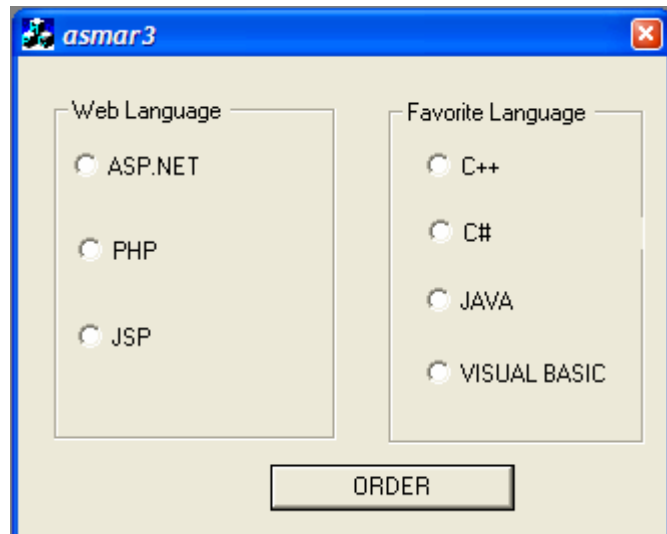 asmar3
Web Language
ASP.NET
PHP
JSP
Favorite Language
C++
C#
JAVA
VISUAL BASIC
ORDER